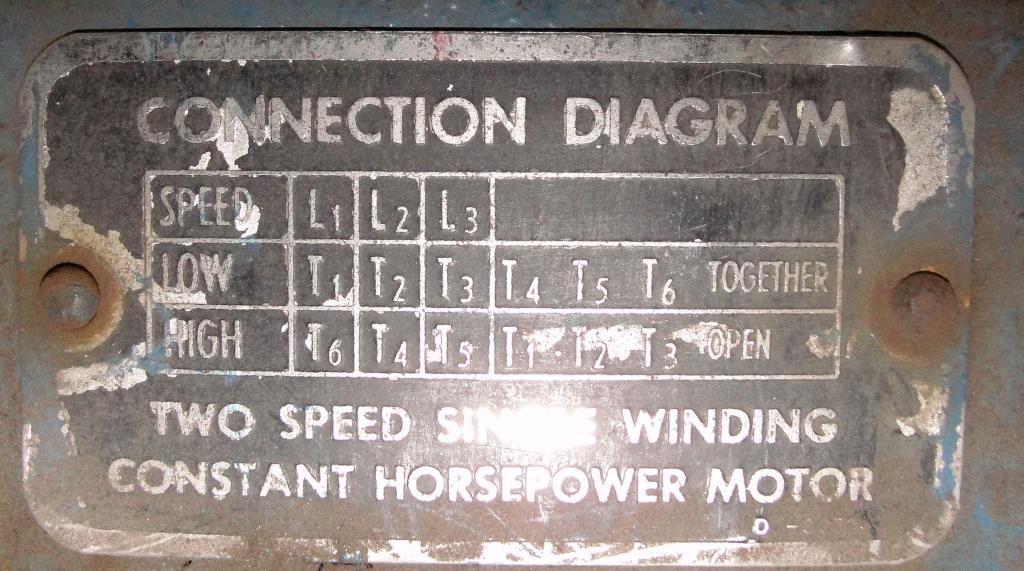 CONNECTION DIAGRAM
SPEED L1 L2 L3
LOW T1 T2 T3 T4 T5 T6 TOGETHER
HIGH T6 T4 T5 T1 T2 T3 OPEN
TWO SPEED SINGLE WINDING
CONSTANT HORSEPOWER MOTOR
D